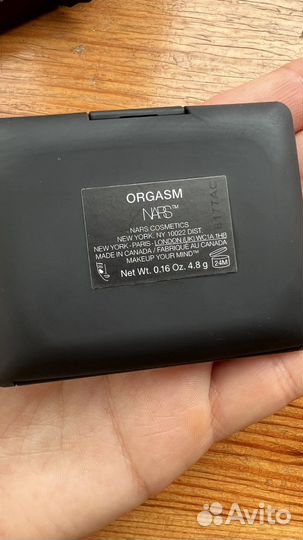 ORGASM
NARS™
NARS COSMETICS
NEW YORK, NY 10022 DIST.
NEW YORK - PARIS - LONDON (UK) WC1A 1HB
MADE IN CANADA / FABRIQUÉ AU CANADA
MAKEUP YOUR MIND™
Net Wt. 0.16 Oz. 4.8 g
24M
177AC
Avito